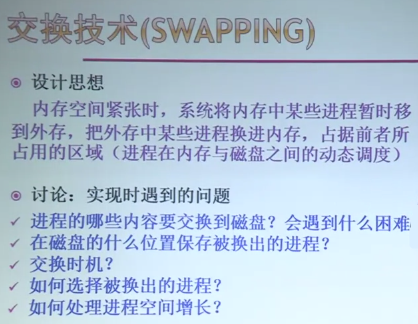 交换技术(SWAPPING)
设计思想
内存空间紧张时,系统将内存中某些进程暂时移
到外存,把外存中某些进程换进内存,占据前者所
占用的区域(进程在内存与磁盘之间的动态调度)
讨论:实现时遇到的问题
✓ 进程的哪些内容要交换到磁盘?会遇到什么困难
✓ 在磁盘的什么位置保存被换出的进程?
✓ 交换时机?
✓ 如何选择被换出的进程?
✓ 如何处理进程空间增长?